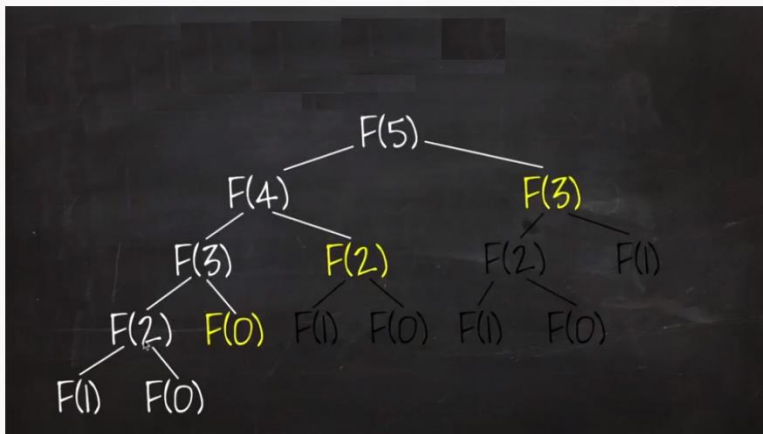 F(5)
F(4) F(3)
F(3) F(2) F(2) F(1)
F(2) F(0) F(1) F(0) F(1) F(0)
F(1) F(0)